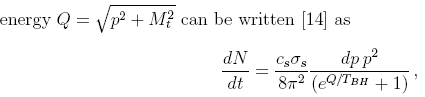 energy $Q = \sqrt{p^2 + M_t^2}$ can be written [14] as
$$\frac{dN}{dt} = \frac{c_s \sigma_s}{8\pi^2} \frac{dp\, p^2}{(e^{Q/T_{BH}} + 1)}\,,$$